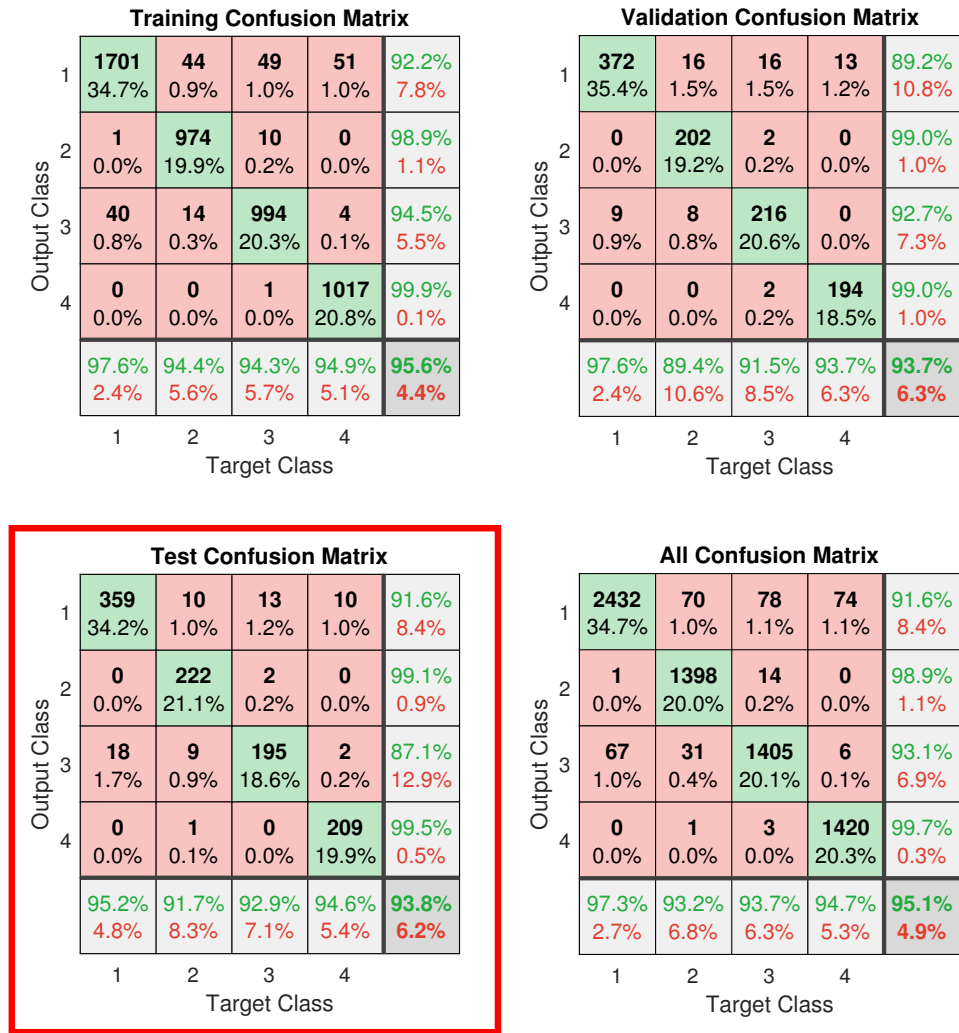 Training Confusion Matrix
1701 44 49 51 92.2%
1
34.7% 0.9% 1.0% 1.0% 7.8%
1 974 10 0 98.9%
2
0.0% 19.9% 0.2% 0.0% 1.1%
40 14 994 4 94.5%
3
0.8% 0.3% 20.3% 0.1% 5.5%
0 0 1 1017 99.9%
4
0.0% 0.0% 0.0% 20.8% 0.1%
97.6% 94.4% 94.3% 94.9% 95.6%
2.4% 5.6% 5.7% 5.1% 4.4%
1 2 3 4
Target Class
Output Class
Validation Confusion Matrix
372 16 16 13 89.2%
1
35.4% 1.5% 1.5% 1.2% 10.8%
0 202 2 0 99.0%
2
0.0% 19.2% 0.2% 0.0% 1.0%
9 8 216 0 92.7%
3
0.9% 0.8% 20.6% 0.0% 7.3%
0 0 2 194 99.0%
4
0.0% 0.0% 0.2% 18.5% 1.0%
97.6% 89.4% 91.5% 93.7% 93.7%
2.4% 10.6% 8.5% 6.3% 6.3%
1 2 3 4
Target Class
Output Class
Test Confusion Matrix
359 10 13 10 91.6%
1
34.2% 1.0% 1.2% 1.0% 8.4%
0 222 2 0 99.1%
2
0.0% 21.1% 0.2% 0.0% 0.9%
18 9 195 2 87.1%
3
1.7% 0.9% 18.6% 0.2% 12.9%
0 1 0 209 99.5%
4
0.0% 0.1% 0.0% 19.9% 0.5%
95.2% 91.7% 92.9% 94.6% 93.8%
4.8% 8.3% 7.1% 5.4% 6.2%
1 2 3 4
Target Class
Output Class
All Confusion Matrix
2432 70 78 74 91.6%
1
34.7% 1.0% 1.1% 1.1% 8.4%
1 1398 14 0 98.9%
2
0.0% 20.0% 0.2% 0.0% 1.1%
67 31 1405 6 93.1%
3
1.0% 0.4% 20.1% 0.1% 6.9%
0 1 3 1420 99.7%
4
0.0% 0.0% 0.0% 20.3% 0.3%
97.3% 93.2% 93.7% 94.7% 95.1%
2.7% 6.8% 6.3% 5.3% 4.9%
1 2 3 4
Target Class
Output Class